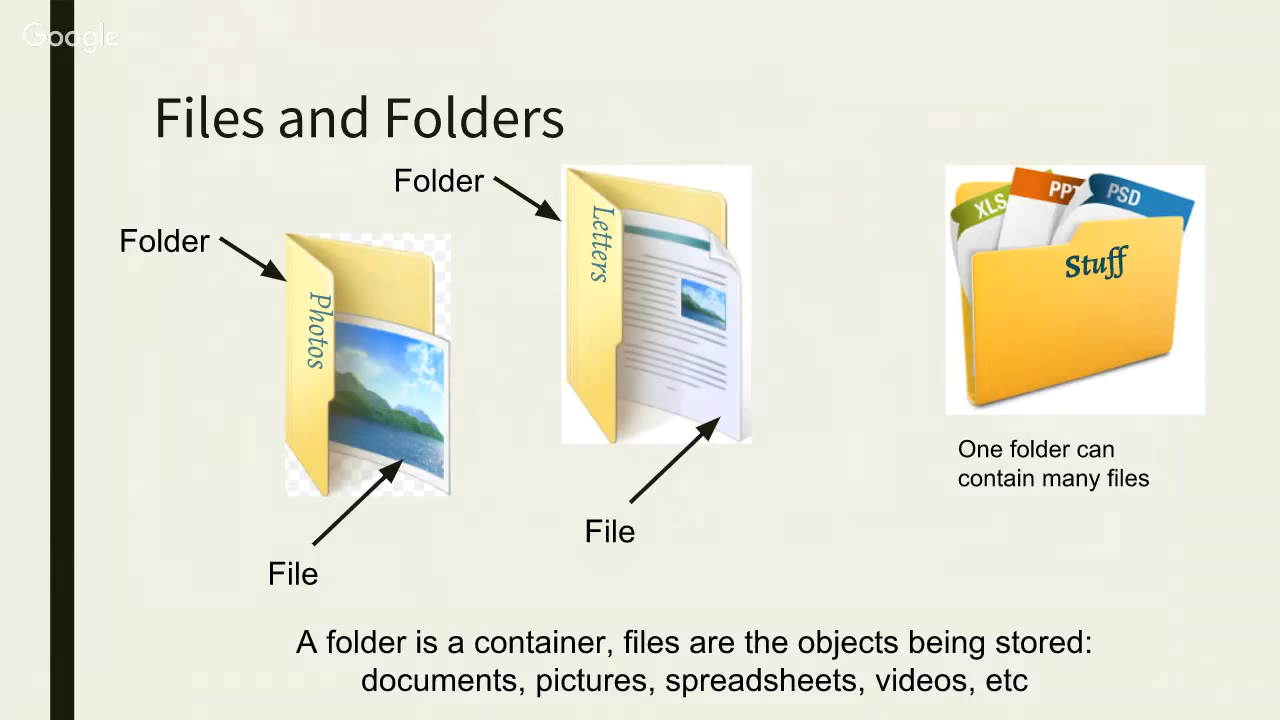 Google
Files and Folders
Folder
Folder
Photos
Letters
XLS
PPT
PSD
Stuff
One folder can
contain many files
File
File
A folder is a container, files are the objects being stored:
documents, pictures, spreadsheets, videos, etc